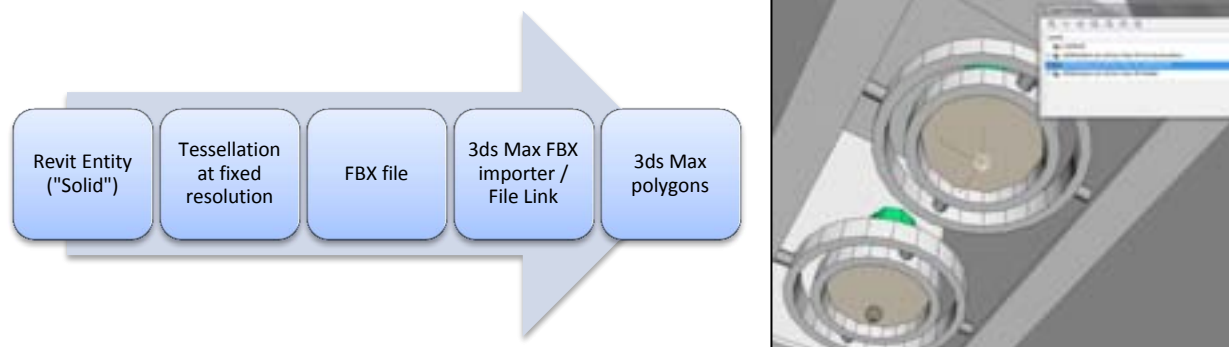 Revit Entity
("Solid")
Tessellation
at fixed
resolution
FBX file
3ds Max FBX
importer /
File Link
3ds Max
polygons